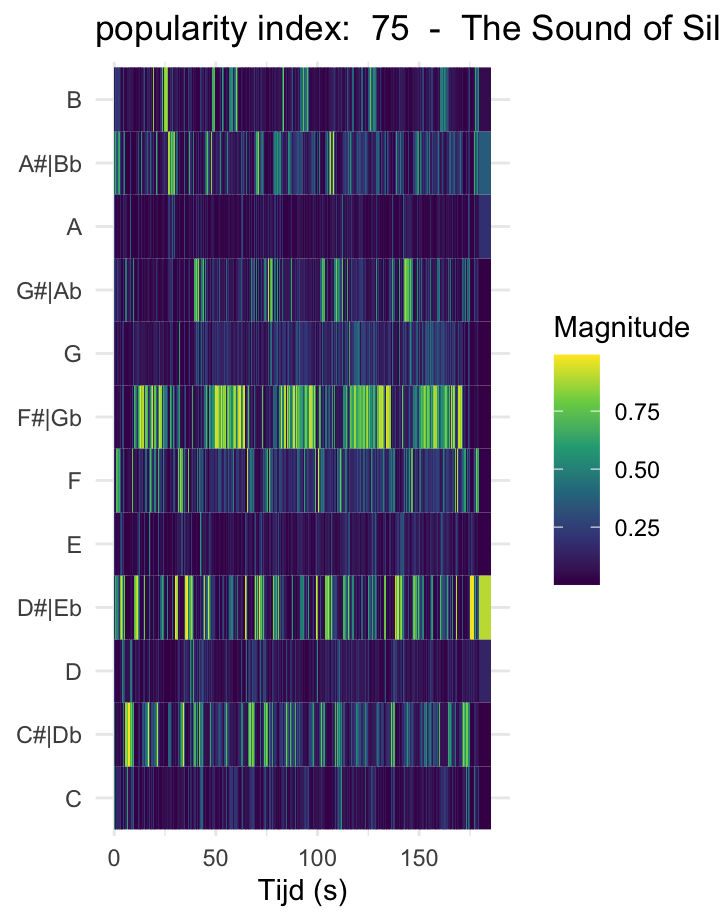 popularity index:  75  -  The Sound of Sil
B
A#|Bb
A
G#|Ab
G
F#|Gb
F
E
D#|Eb
D
C#|Db
C
0 50 100 150
Tijd (s)
Magnitude
0.75
0.50
0.25